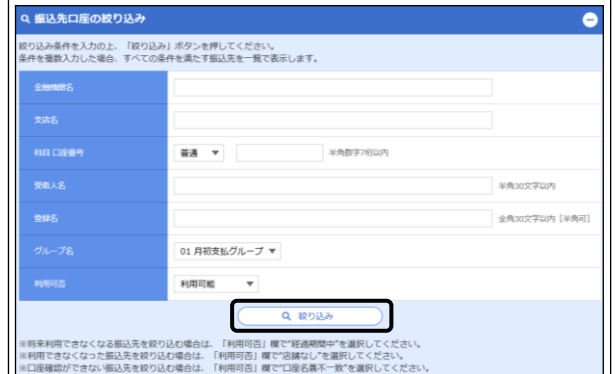 振込先口座の絞り込み
絞り込み条件を入力の上、「絞り込み」ボタンを押してください。
条件を複数入力した場合、すべての条件を満たす振込先を一覧で表示します。
金融機関名
支店名
科目 口座番号 普通 ▼ 半角数字7桁以内
受取人名 半角30文字以内
登録名 全角30文字以内 [半角可]
グループ名 01 月初支払グループ ▼
利用可否 利用可能 ▼
絞り込み
※将来利用できなくなる振込先を絞り込む場合は、「利用可否」欄で"経過期間中"を選択してください。
※利用できなくなった振込先を絞り込む場合は、「利用可否」欄で"店舗なし"を選択してください。
※口座確認ができない振込先を絞り込む場合は、「利用可否」欄で"口座名義不一致"を選択してください。